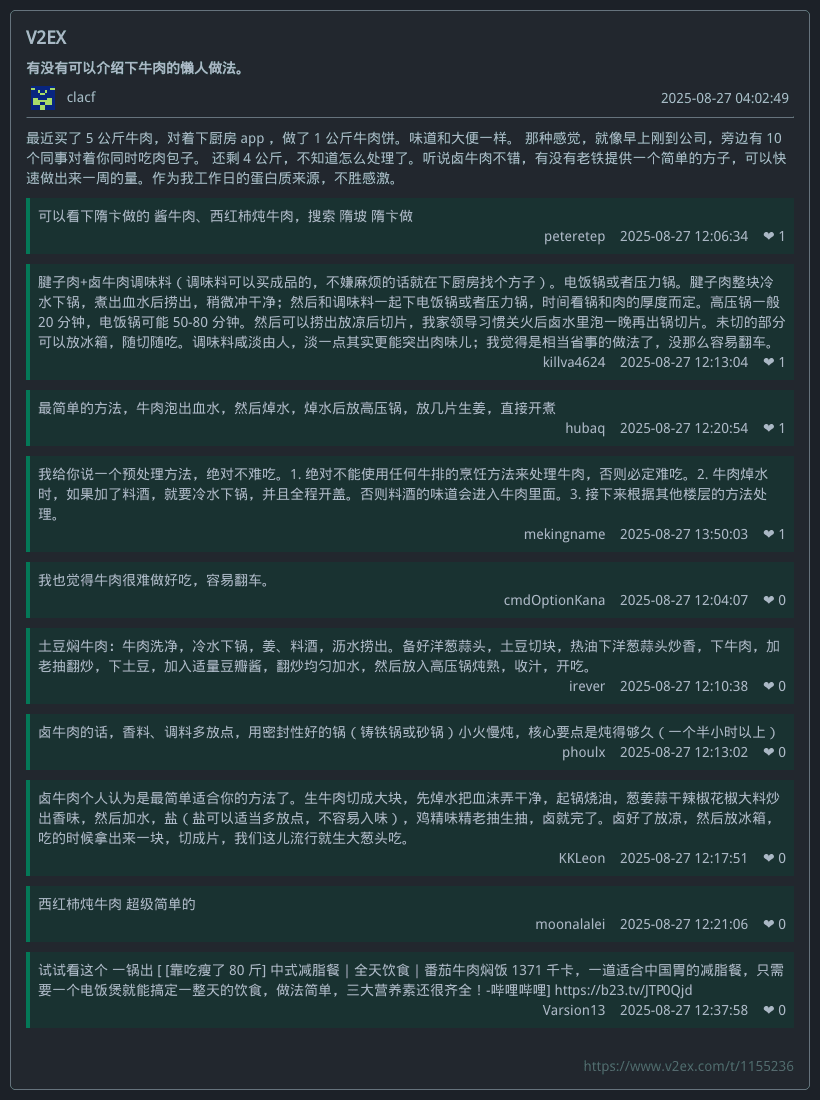 V2EX
有没有可以介绍下牛肉的懒人做法。
clacf 2025-08-27 04:02:49
最近买了 5 公斤牛肉，对着下厨房 app ，做了 1 公斤牛肉饼。味道和大便一样。 那种感觉，就像早上刚到公司，旁边有 10
个同事对着你同时吃肉包子。 还剩 4 公斤，不知道怎么处理了。听说卤牛肉不错，有没有老铁提供一个简单的方子，可以快
速做出来一周的量。作为我工作日的蛋白质来源，不胜感激。
可以看下隋卞做的 酱牛肉、西红柿炖牛肉，搜索 隋坡 隋卞做
peteretep 2025-08-27 12:06:34 ❤ 1
腱子肉+卤牛肉调味料（调味料可以买成品的，不嫌麻烦的话就在下厨房找个方子）。电饭锅或者压力锅。腱子肉整块冷
水下锅，煮出血水后捞出，稍微冲干净；然后和调味料一起下电饭锅或者压力锅，时间看锅和肉的厚度而定。高压锅一般
20 分钟，电饭锅可能 50-80 分钟。然后可以捞出放凉后切片，我家领导习惯关火后卤水里泡一晚再出锅切片。未切的部分
可以放冰箱，随切随吃。调味料咸淡由人，淡一点其实更能突出肉味儿；我觉得是相当省事的做法了，没那么容易翻车。
killva4624 2025-08-27 12:13:04 ❤ 1
最简单的方法，牛肉泡出血水，然后焯水，焯水后放高压锅，放几片生姜，直接开煮
hubaq 2025-08-27 12:20:54 ❤ 1
我给你说一个预处理方法，绝对不难吃。1. 绝对不能使用任何牛排的烹饪方法来处理牛肉，否则必定难吃。2. 牛肉焯水
时，如果加了料酒，就要冷水下锅，并且全程开盖。否则料酒的味道会进入牛肉里面。3. 接下来根据其他楼层的方法处
理。
mekingname 2025-08-27 13:50:03 ❤ 1
我也觉得牛肉很难做好吃，容易翻车。
cmdOptionKana 2025-08-27 12:04:07 ❤ 0
土豆焖牛肉：牛肉洗净，冷水下锅，姜、料酒，沥水捞出。备好洋葱蒜头，土豆切块，热油下洋葱蒜头炒香，下牛肉，加
老抽翻炒，下土豆，加入适量豆瓣酱，翻炒均匀加水，然后放入高压锅炖熟，收汁，开吃。
irever 2025-08-27 12:10:38 ❤ 0
卤牛肉的话，香料、调料多放点，用密封性好的锅（铸铁锅或砂锅）小火慢炖，核心要点是炖得够久（一个半小时以上）
phoulx 2025-08-27 12:13:02 ❤ 0
卤牛肉个人认为是最简单适合你的方法了。生牛肉切成大块，先焯水把血沫弄干净，起锅烧油，葱姜蒜干辣椒花椒大料炒
出香味，然后加水，盐（盐可以适当多放点，不容易入味），鸡精味精老抽生抽，卤就完了。卤好了放凉，然后放冰箱，
吃的时候拿出来一块，切成片，我们这儿流行就生大葱头吃。
KKLeon 2025-08-27 12:17:51 ❤ 0
西红柿炖牛肉 超级简单的
moonalalei 2025-08-27 12:21:06 ❤ 0
试试看这个 一锅出 [ [靠吃瘦了 80 斤] 中式减脂餐｜全天饮食｜番茄牛肉焖饭 1371 千卡，一道适合中国胃的减脂餐，只需
要一个电饭煲就能搞定一整天的饮食，做法简单，三大营养素还很齐全！-哔哩哔哩] https://b23.tv/JTP0Qjd
Varsion13 2025-08-27 12:37:58 ❤ 0
https://www.v2ex.com/t/1155236